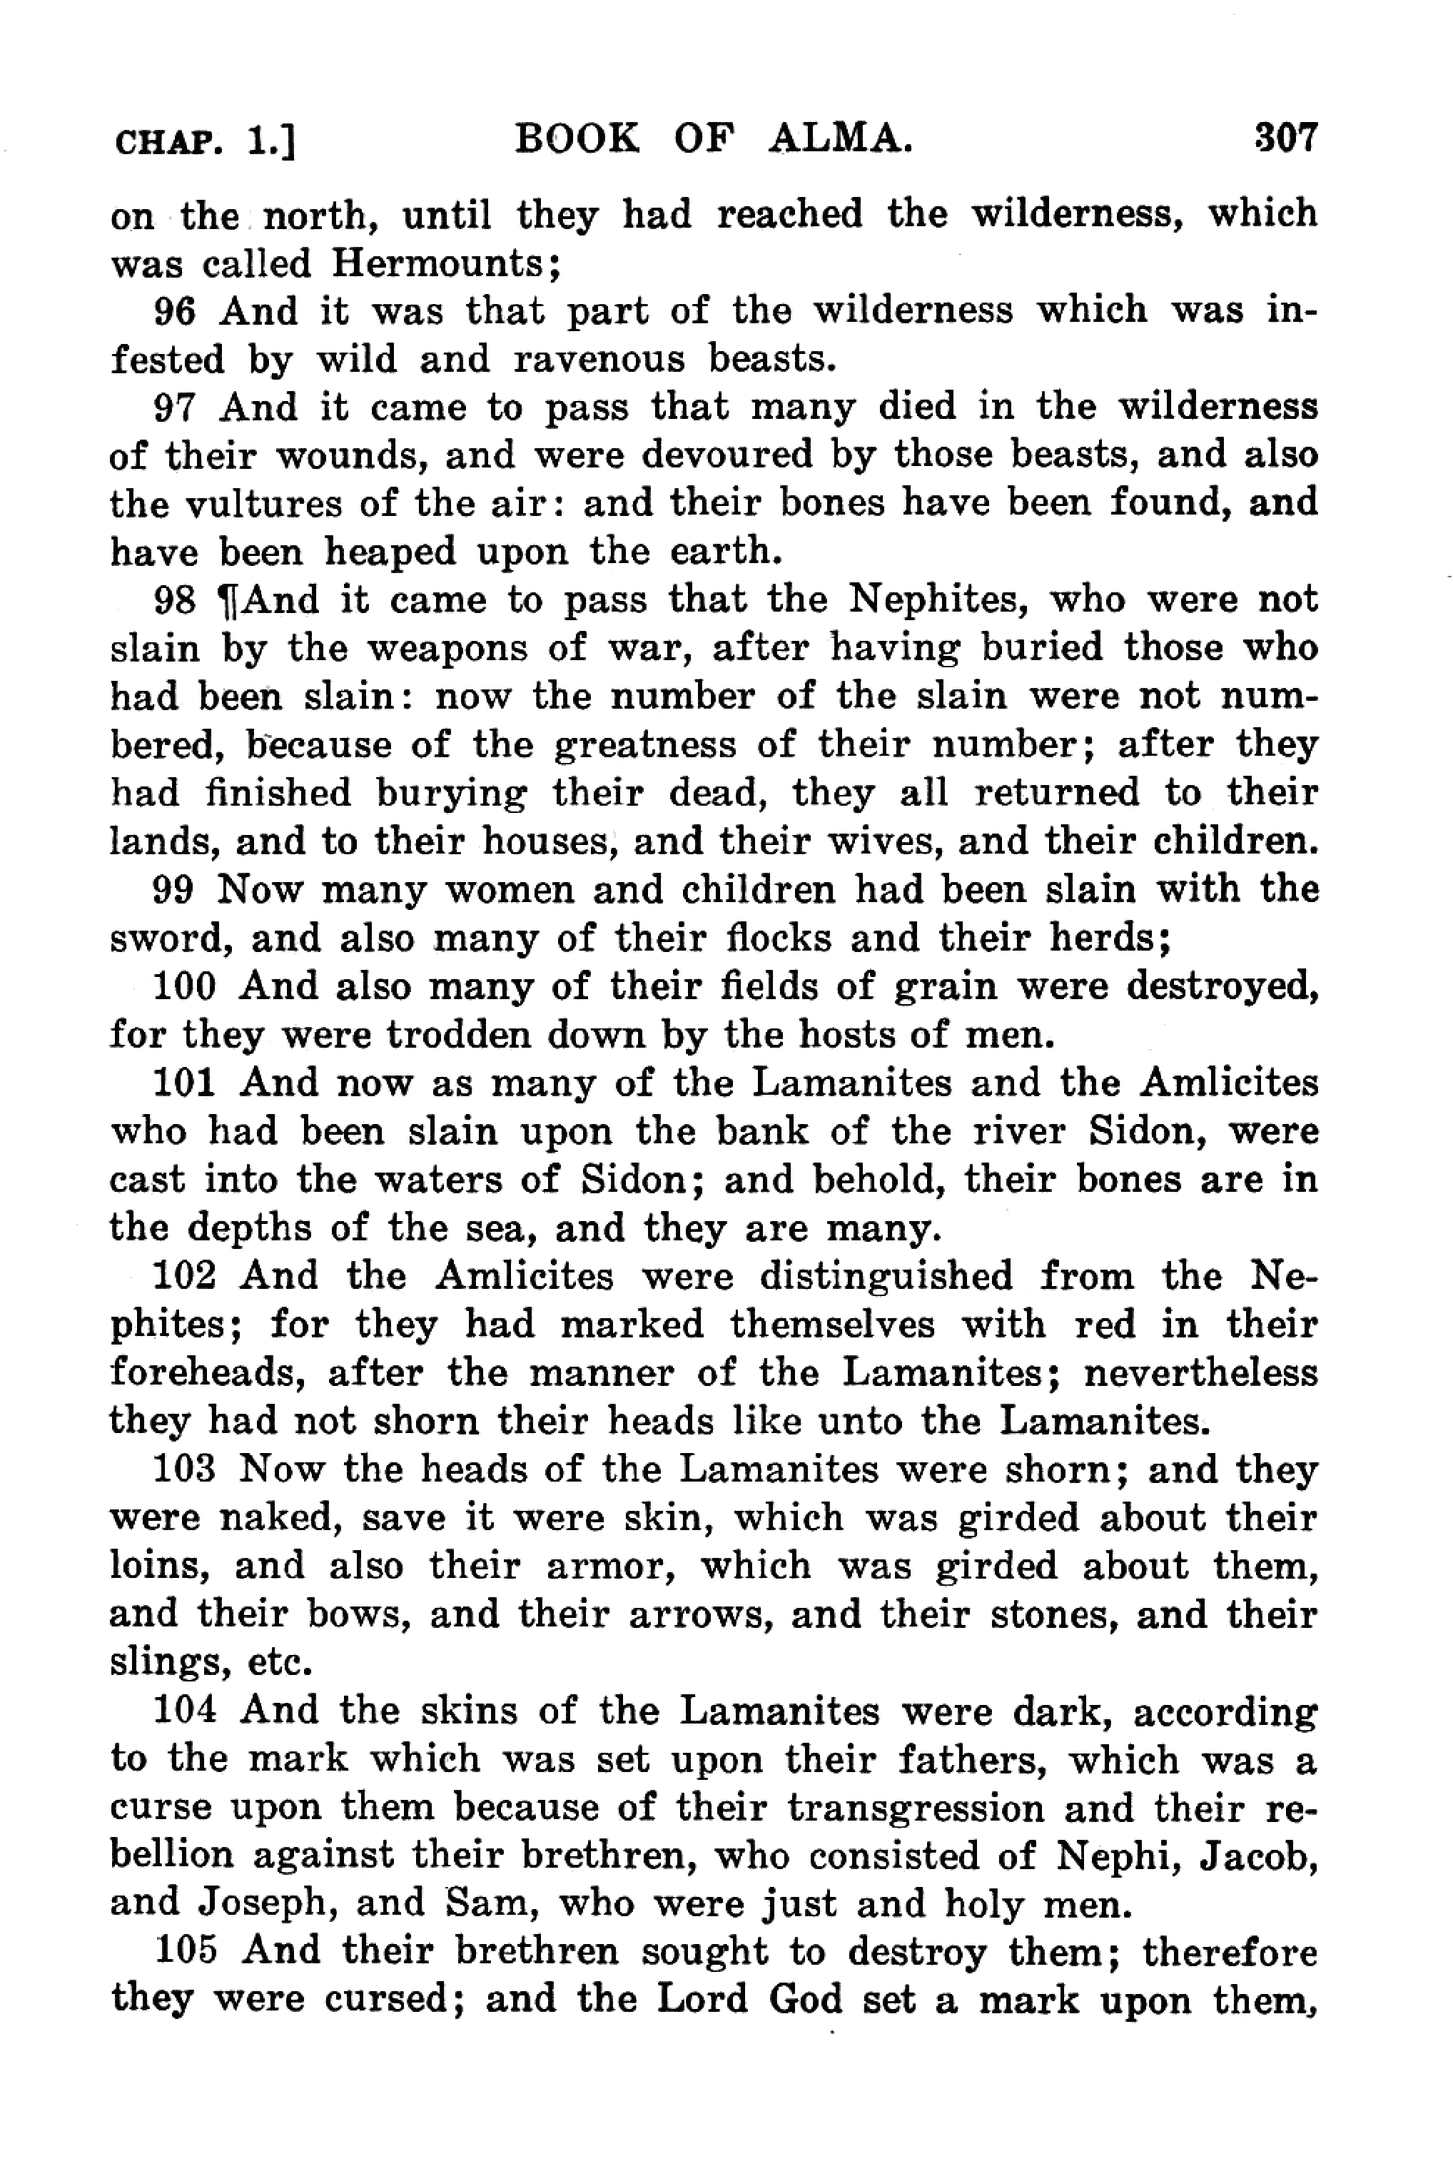 CHAP. 1.] BOOK OF ALMA. 307
on the north, until they had reached the wilderness, which
was called Hermounts;
96 And it was that part of the wilderness which was in-
fested by wild and ravenous beasts.
97 And it came to pass that many died in the wilderness
of their wounds, and were devoured by those beasts, and also
the vultures of the air: and their bones have been found, and
have been heaped upon the earth.
98 ¶And it came to pass that the Nephites, who were not
slain by the weapons of war, after having buried those who
had been slain: now the number of the slain were not num-
bered, because of the greatness of their number; after they
had finished burying their dead, they all returned to their
lands, and to their houses, and their wives, and their children.
99 Now many women and children had been slain with the
sword, and also many of their flocks and their herds;
100 And also many of their fields of grain were destroyed,
for they were trodden down by the hosts of men.
101 And now as many of the Lamanites and the Amlicites
who had been slain upon the bank of the river Sidon, were
cast into the waters of Sidon; and behold, their bones are in
the depths of the sea, and they are many.
102 And the Amlicites were distinguished from the Ne-
phites; for they had marked themselves with red in their
foreheads, after the manner of the Lamanites; nevertheless
they had not shorn their heads like unto the Lamanites.
103 Now the heads of the Lamanites were shorn; and they
were naked, save it were skin, which was girded about their
loins, and also their armor, which was girded about them,
and their bows, and their arrows, and their stones, and their
slings, etc.
104 And the skins of the Lamanites were dark, according
to the mark which was set upon their fathers, which was a
curse upon them because of their transgression and their re-
bellion against their brethren, who consisted of Nephi, Jacob,
and Joseph, and Sam, who were just and holy men.
105 And their brethren sought to destroy them; therefore
they were cursed; and the Lord God set a mark upon them,